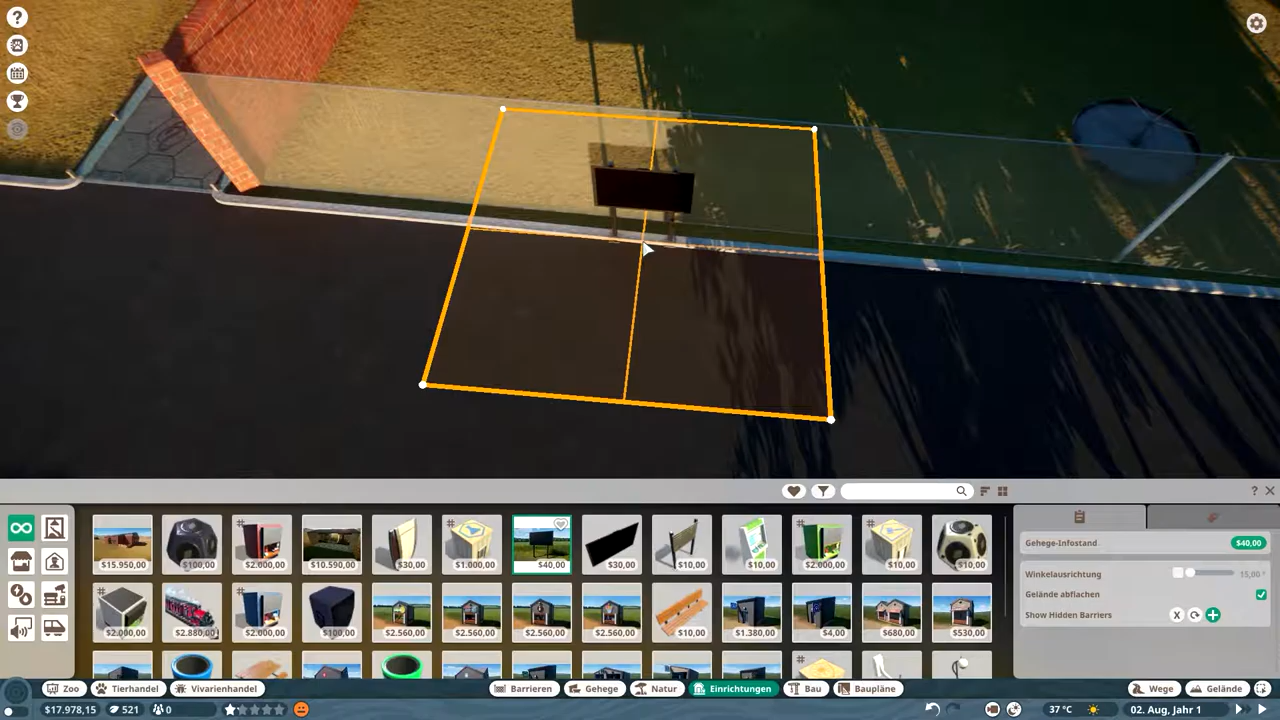 ?
? ×
$15.950,00 $100,00 # $2.000,00 $10.590,00 $30,00 # $1.000,00 $40,00 $30,00 $10,00 $10,00 # $2.000,00 # $10,00 $10,00
# $2.000,00 $2.880,00 # $2.000,00 $100,00 $2.560,00 $2.560,00 $2.560,00 $2.560,00 $10,00 $1.380,00 $4,00 $680,00 $530,00
#
Gehege-Infostand $40,00
Winkelausrichtung 15,00 °
Gelände abflachen
Show Hidden Barriers X
Zoo Tierhandel Vivarienhandel Barrieren Gehege Natur Einrichtungen Bau Baupläne Wege Gelände
$17.978,15 521 0 37 °C 02. Aug, Jahr 1